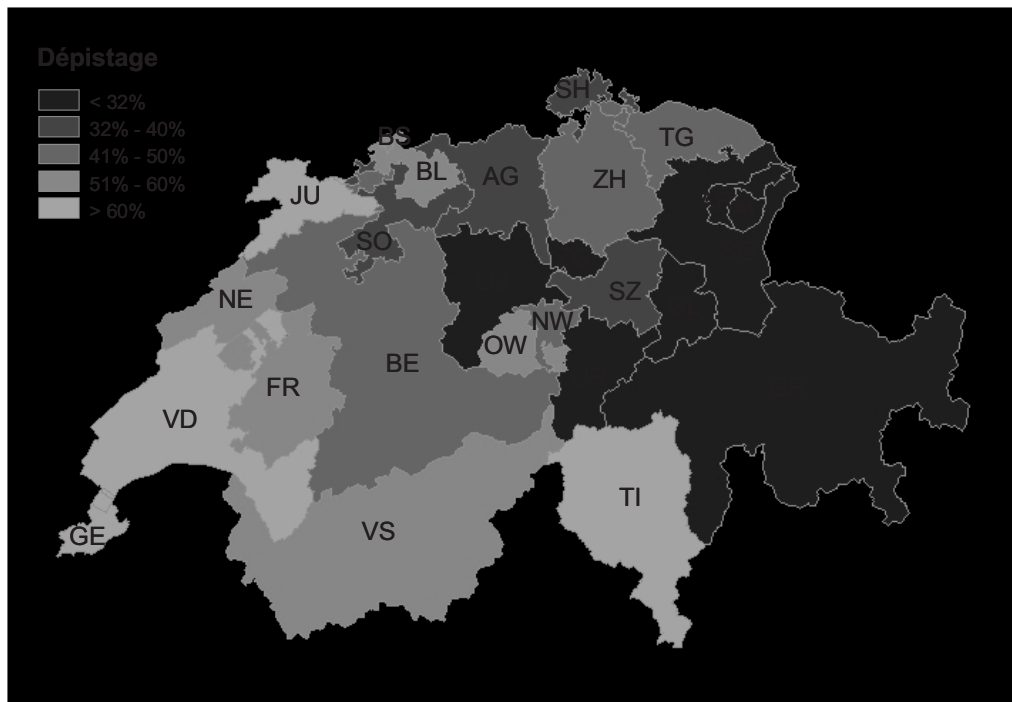 Dépistage
< 32%
32% - 40%
41% - 50%
51% - 60%
> 60%
SH
BS
TG
BL
AG
ZH
JU
SO
NE
SZ
NW
OW
BE
FR
VD
TI
VS
GE